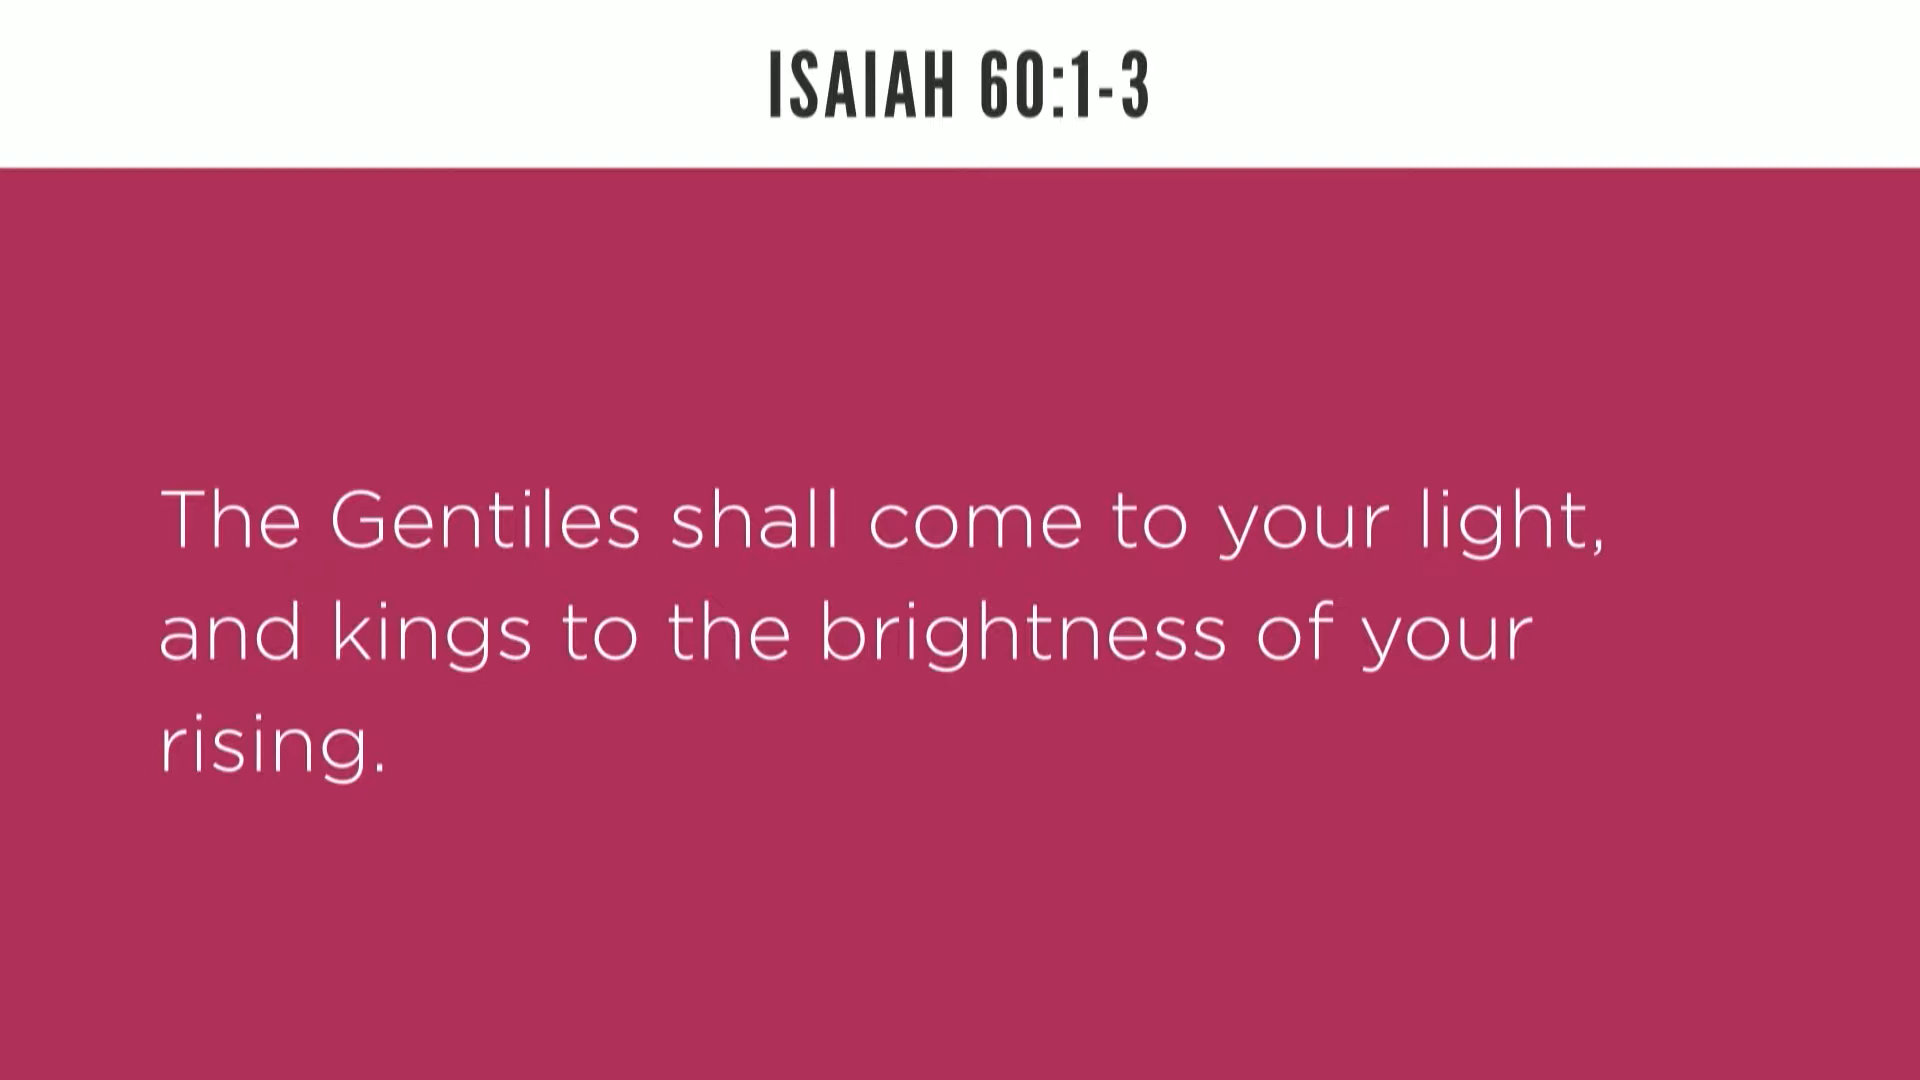 ISAIAH 60:1-3
The Gentiles shall come to your light,
and kings to the brightness of your
rising.